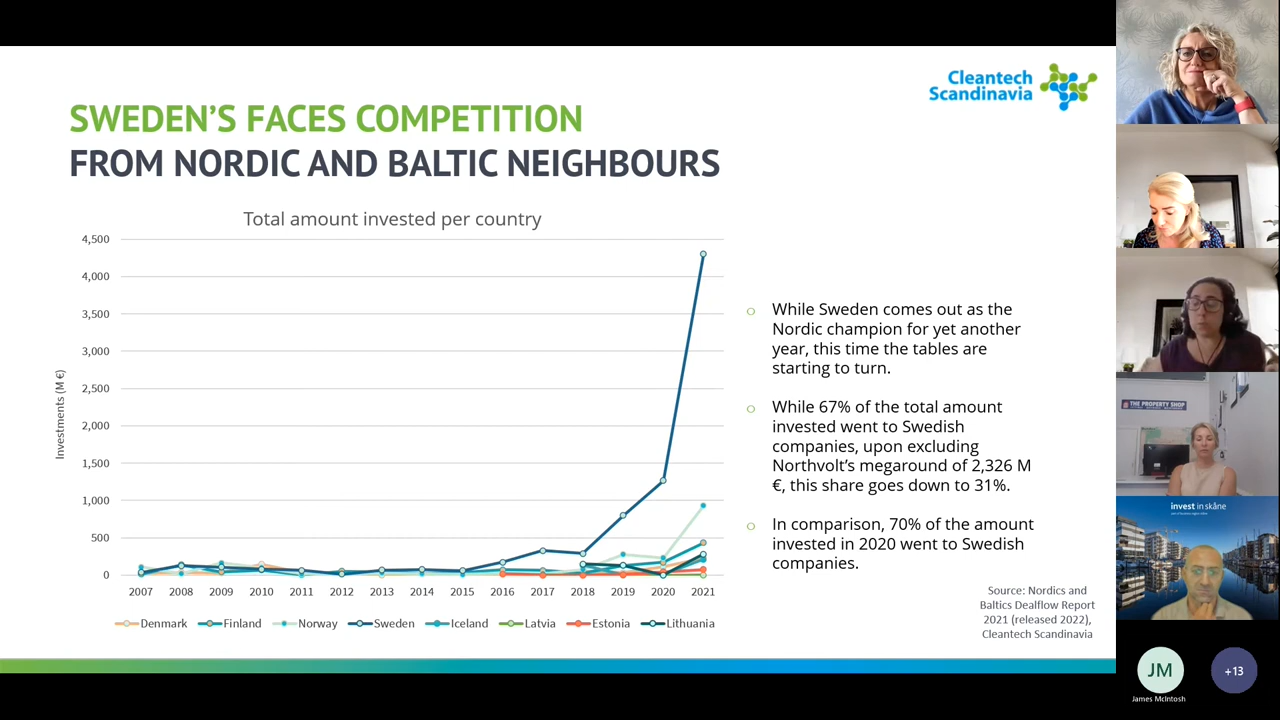 Cleantech
Scandinavia
SWEDEN'S FACES COMPETITION
FROM NORDIC AND BALTIC NEIGHBOURS
Total amount invested per country
Investments (M €)
4,500
4,000
3,500
3,000
2,500
2,000
1,500
1,000
500
0
2007 2008 2009 2010 2011 2012 2013 2014 2015 2016 2017 2018 2019 2020 2021
Denmark Finland Norway Sweden Iceland Latvia Estonia Lithuania
While Sweden comes out as the
Nordic champion for yet another
year, this time the tables are
starting to turn.
While 67% of the total amount
invested went to Swedish
companies, upon excluding
Northvolt's megaround of 2,326 M
€, this share goes down to 31%.
In comparison, 70% of the amount
invested in 2020 went to Swedish
companies.
Source: Nordics and
Baltics Dealflow Report
2021 (released 2022),
Cleantech Scandinavia
THE PROPERTY SHOP
invest in skåne
JM
James McIntosh
+13